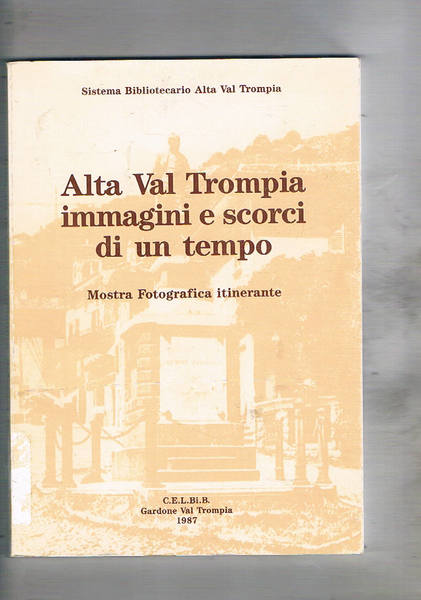 Sistema Bibliotecario Alta Val Trompia
Alta Val Trompia
immagini e scorci
di un tempo
Mostra Fotografica itinerante
C.E.L.Bi.B.
Gardone Val Trompia
1987